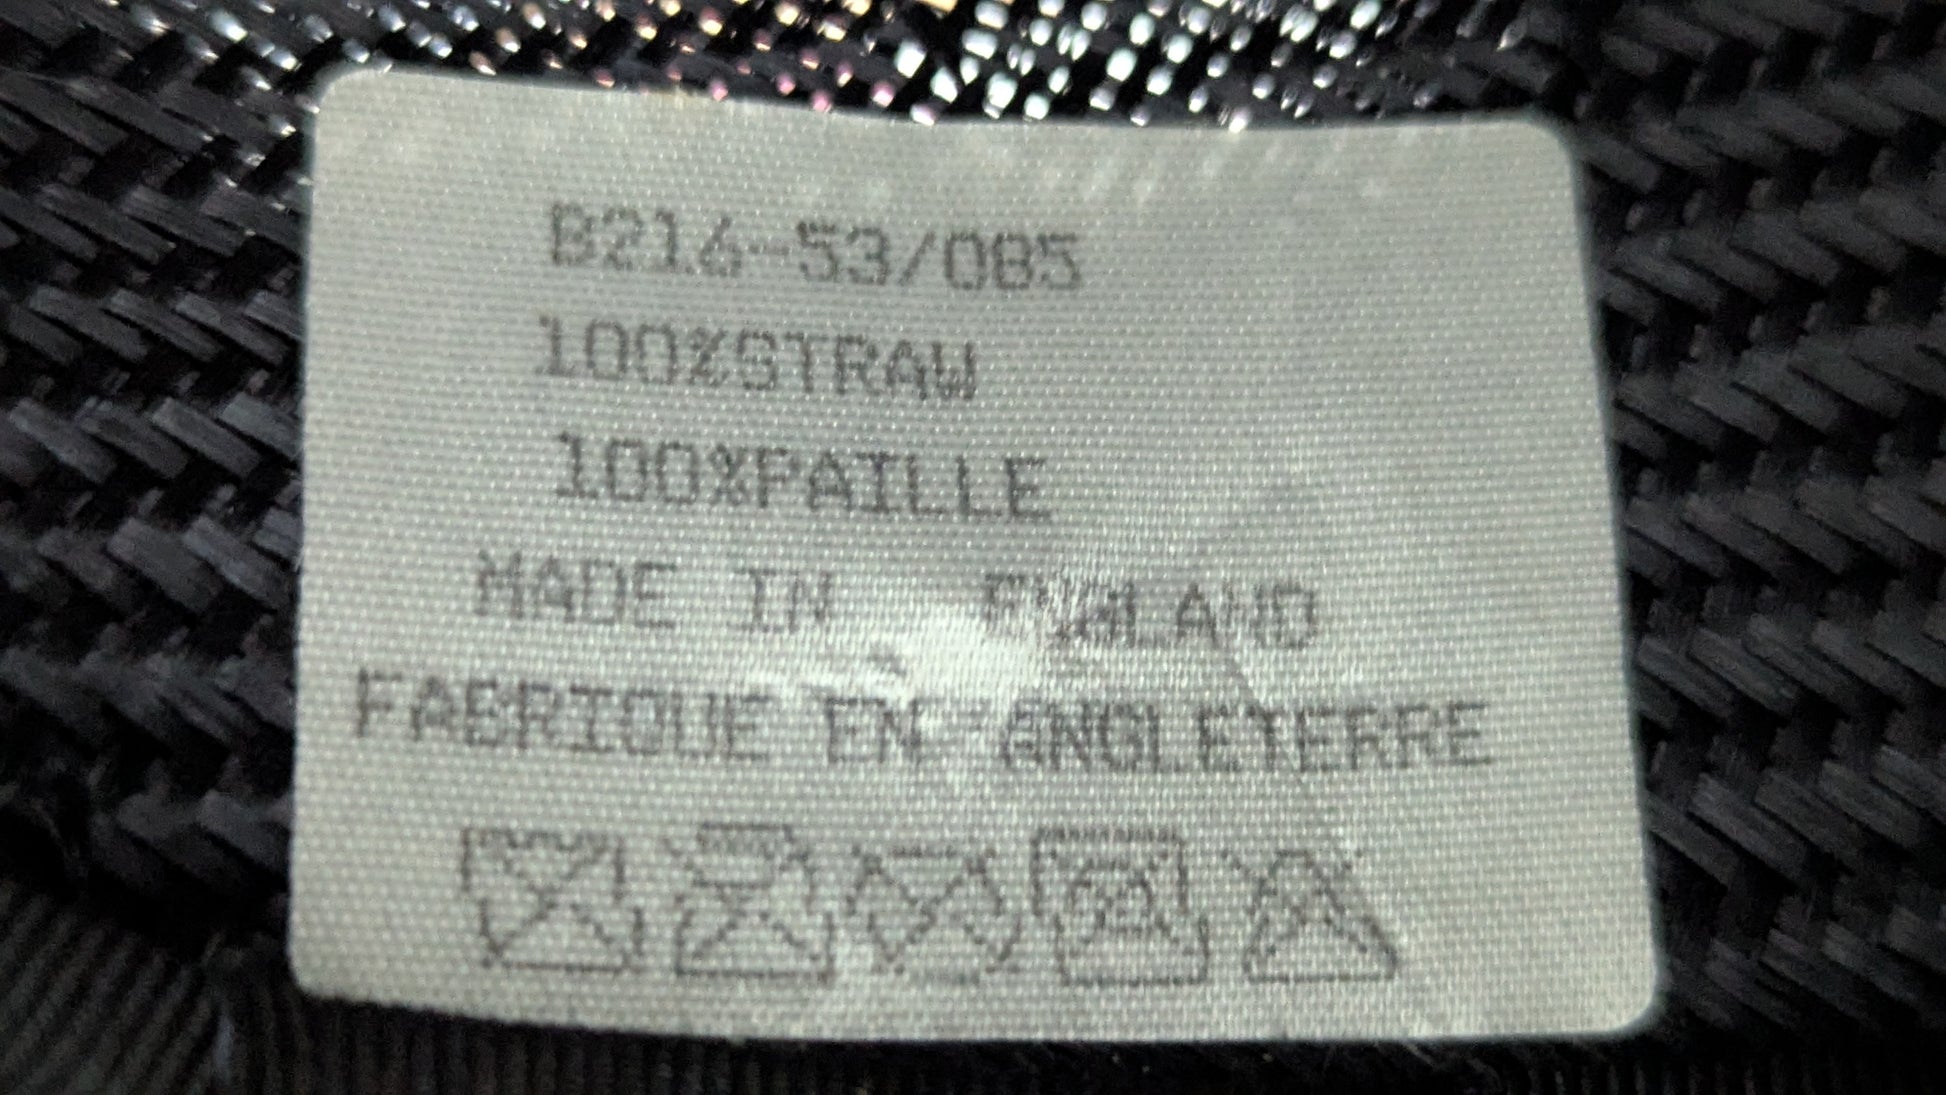 B216-53/085
100%STRAW
100%PAILLE
MADE IN ENGLAND
FABRIQUE EN ANGLETERRE